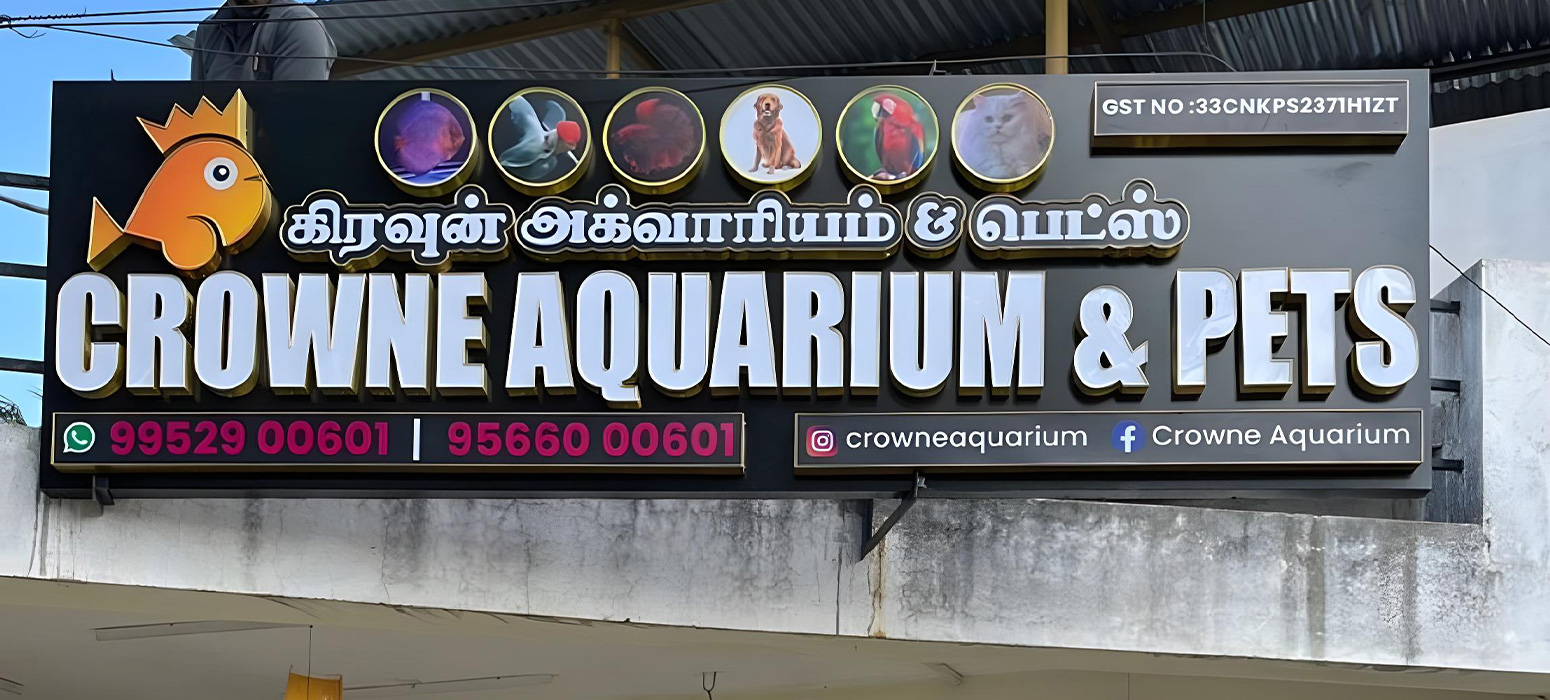 GST NO :33CNKPS2371H1ZT
கிரவுன் அக்வாரியம் & பெட்ஸ்
CROWNE AQUARIUM & PETS
99529 00601 | 95660 00601
crowneaquarium Crowne Aquarium